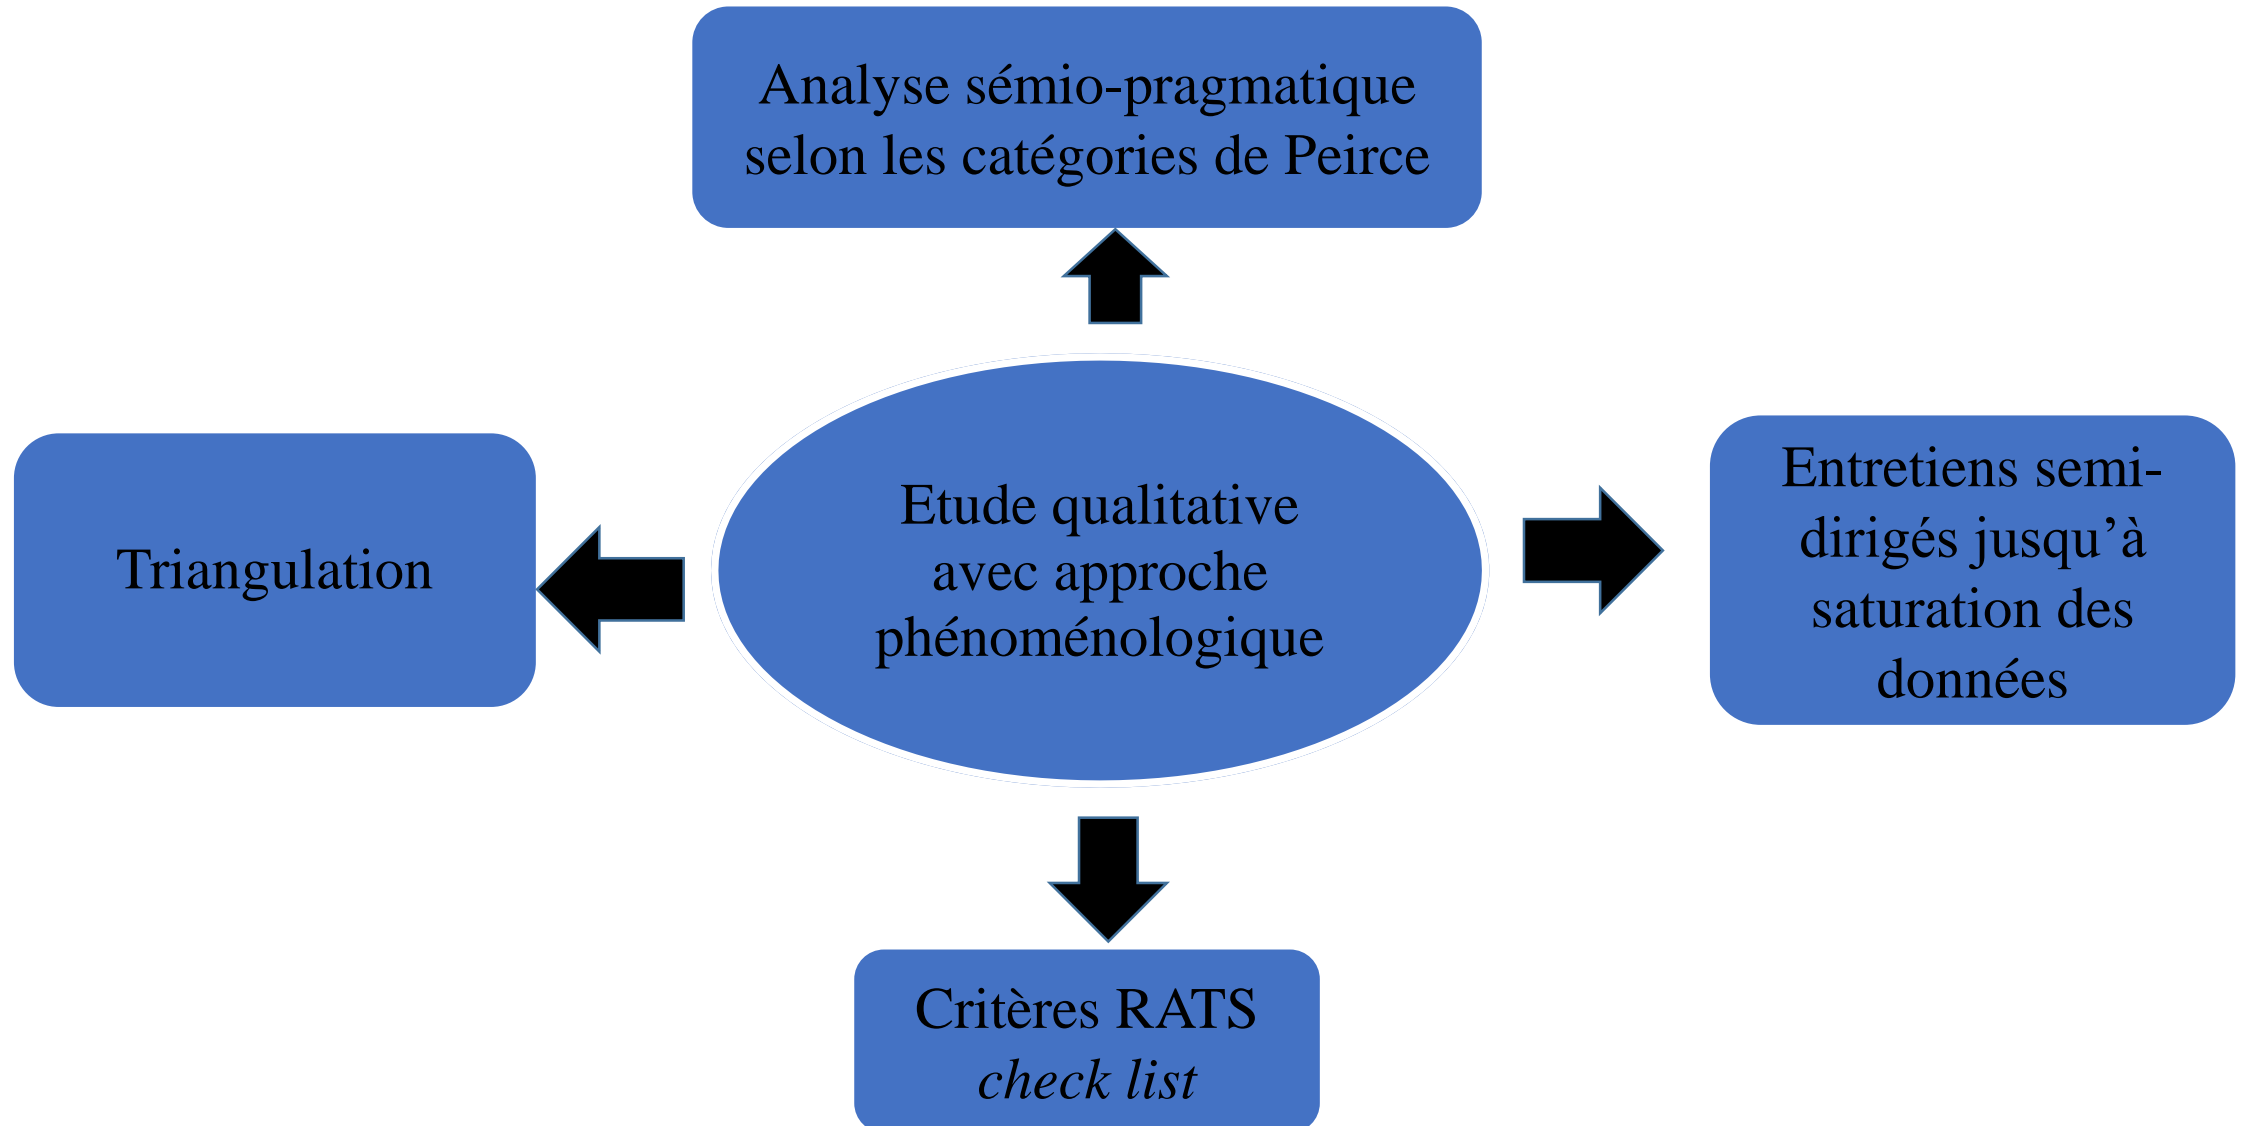 Analyse sémio-pragmatique
selon les catégories de Peirce
Triangulation
Etude qualitative
avec approche
phénoménologique
Entretiens semi-
dirigés jusqu’à
saturation des
données
Critères RATS
check list